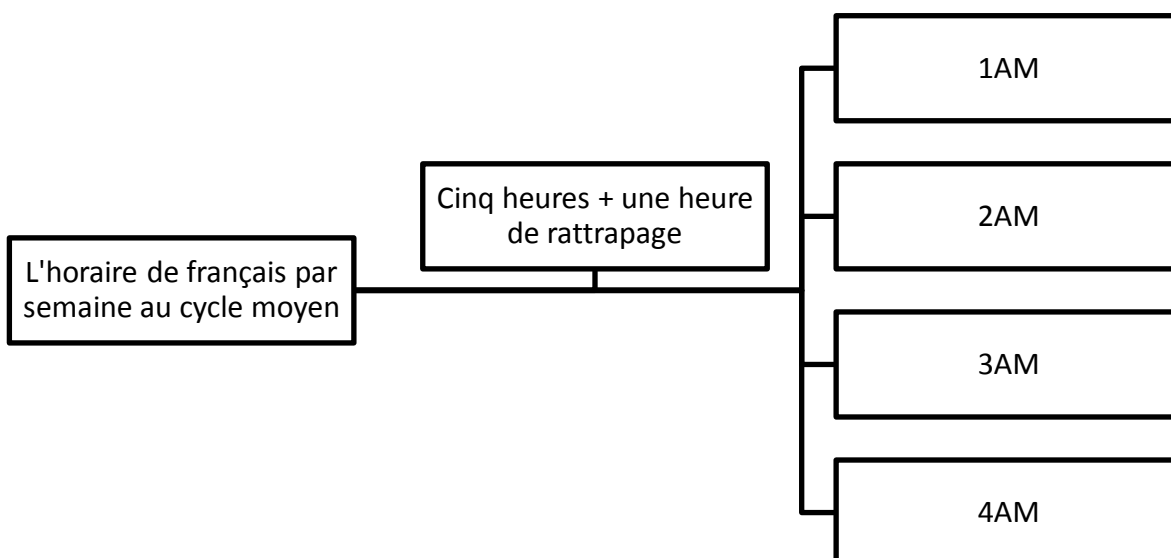 L'horaire de français par
semaine au cycle moyen
Cinq heures + une heure
de rattrapage
1AM
2AM
3AM
4AM